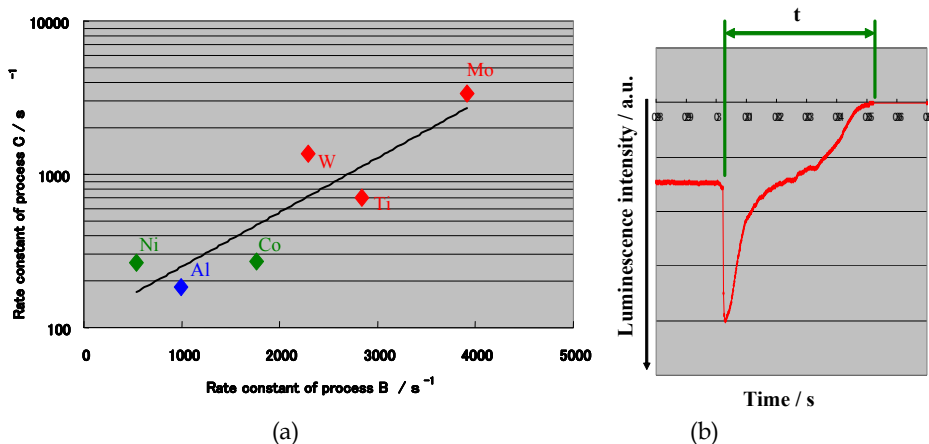 10000
1000
100
0
1000
2000
3000
4000
5000
Rate constant of process C / s⁻¹
Rate constant of process B / s⁻¹
Mo
W
Ti
Ni
Co
Al
(a)
t
Luminescence intensity / a.u.
Time / s
(b)